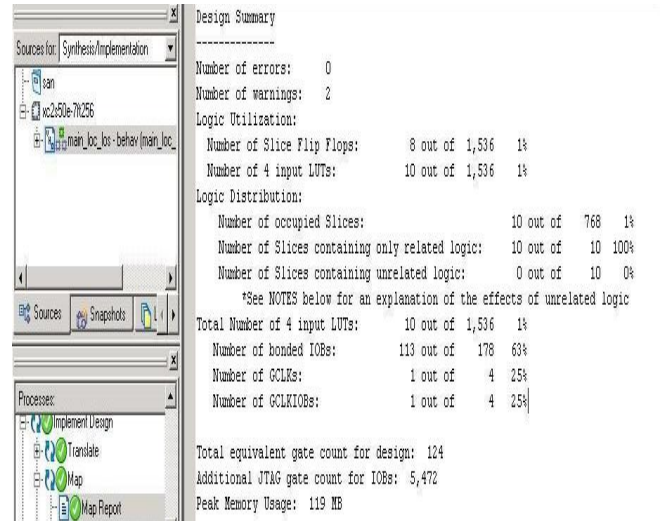 Sources for: Synthesis/Implementation
san
xc2s50e-7ft256
main_loc_los - behav (main_loc_
Sources
Snapshots
L
Processes:
Implement Design
Translate
Map
Map Report
Design Summary
--------------
Number of errors: 0
Number of warnings: 2
Logic Utilization:
Number of Slice Flip Flops: 8 out of 1,536 1%
Number of 4 input LUTs: 10 out of 1,536 1%
Logic Distribution:
Number of occupied Slices: 10 out of 768 1%
Number of Slices containing only related logic: 10 out of 10 100%
Number of Slices containing unrelated logic: 0 out of 10 0%
*See NOTES below for an explanation of the effects of unrelated logic
Total Number of 4 input LUTs: 10 out of 1,536 1%
Number of bonded IOBs: 113 out of 178 63%
Number of GCLKs: 1 out of 4 25%
Number of GCLKIOBs: 1 out of 4 25%
Total equivalent gate count for design: 124
Additional JTAG gate count for IOBs: 5,472
Peak Memory Usage: 119 MB